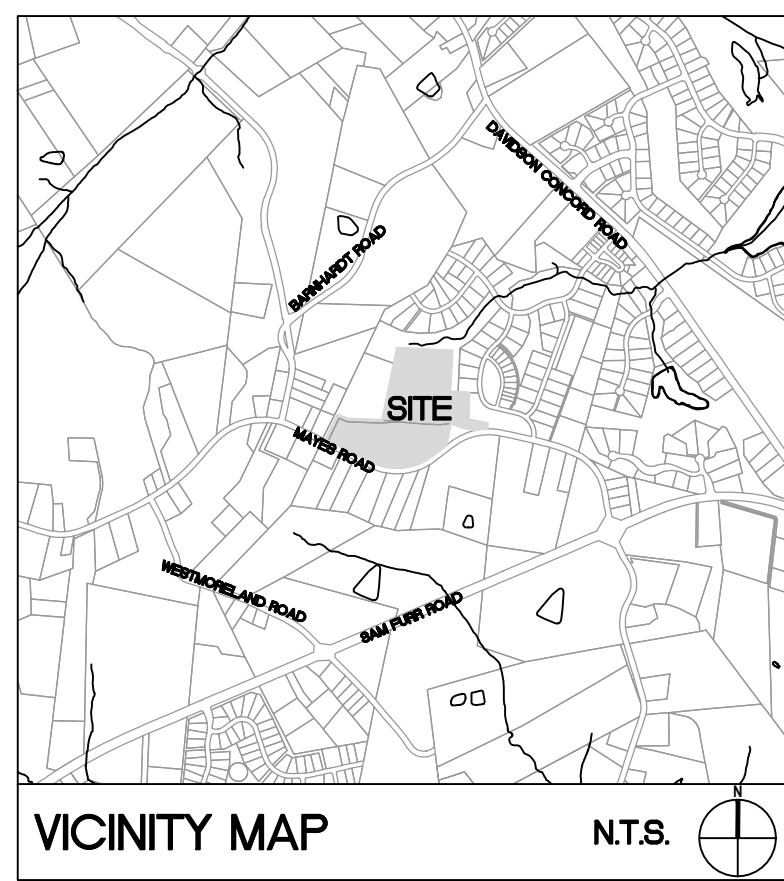 DAVIDSON CONCORD ROAD
BARNHARDT ROAD
SITE
MAYES ROAD
WESTMORELAND ROAD
SAM FURR ROAD
VICINITY MAP
N.T.S.
N